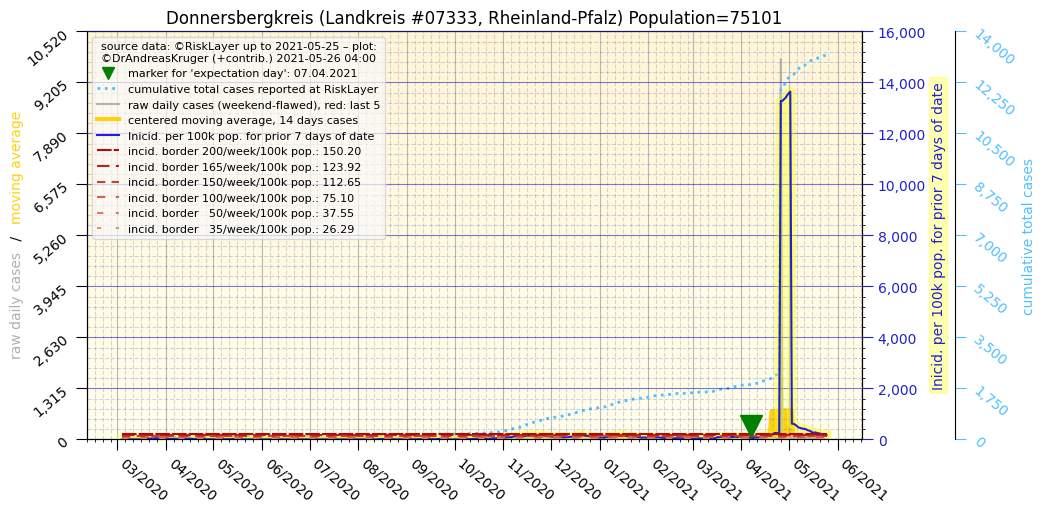 Donnersbergkreis (Landkreis #07333, Rheinland-Pfalz) Population=75101
source data: ©RiskLayer up to 2021-05-25 – plot:
©DrAndreasKruger (+contrib.) 2021-05-26 04:00
marker for 'expectation day': 07.04.2021
cumulative total cases reported at RiskLayer
raw daily cases (weekend-flawed), red: last 5
centered moving average, 14 days cases
Inicid. per 100k pop. for prior 7 days of date
incid. border 200/week/100k pop.: 150.20
incid. border 165/week/100k pop.: 123.92
incid. border 150/week/100k pop.: 112.65
incid. border 100/week/100k pop.: 75.10
incid. border   50/week/100k pop.: 37.55
incid. border   35/week/100k pop.: 26.29
raw daily cases / moving average
10,520
9,205
7,890
6,575
5,260
3,945
2,630
1,315
0
16,000
14,000
12,000
10,000
8,000
6,000
4,000
2,000
0
Inicid. per 100k pop. for prior 7 days of date
14,000
12,250
10,500
8,750
7,000
5,250
3,500
1,750
0
cumulative total cases
03/2020
04/2020
05/2020
06/2020
07/2020
08/2020
09/2020
10/2020
11/2020
12/2020
01/2021
02/2021
03/2021
04/2021
05/2021
06/2021